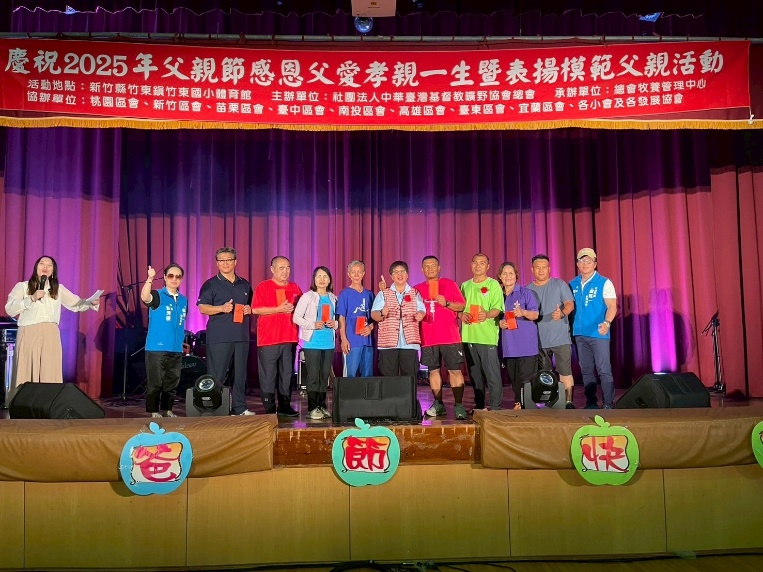 慶祝2025年父親節感恩父愛孝親一生暨表揚模範父親活動
活動地點：新竹縣竹東鎮竹東國小體育館　主辦單位：社團法人中華臺灣基督教曠野協會總會　承辦單位：總會牧養管理中心
協辦單位：桃園區會、新竹區會、苗栗區會、臺中區會、南投區會、高雄區會、臺東區會、宜蘭區會、各小會及各發展協會
爸
節
快